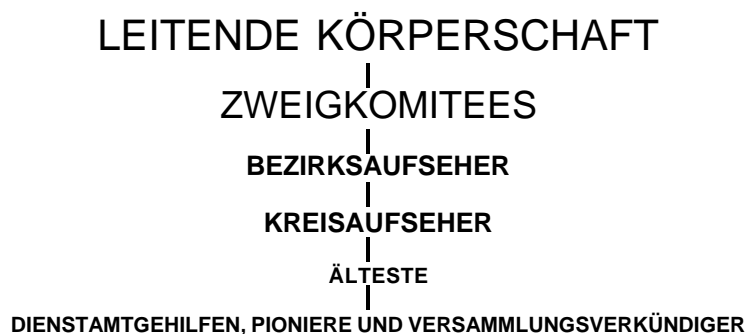 LEITENDE KÖRPERSCHAFT
ZWEIGKOMITEES
BEZIRKSAUFSEHER
KREISAUFSEHER
ÄLTESTE
DIENSTAMTGEHILFEN, PIONIERE UND VERSAMMLUNGSVERKÜNDIGER